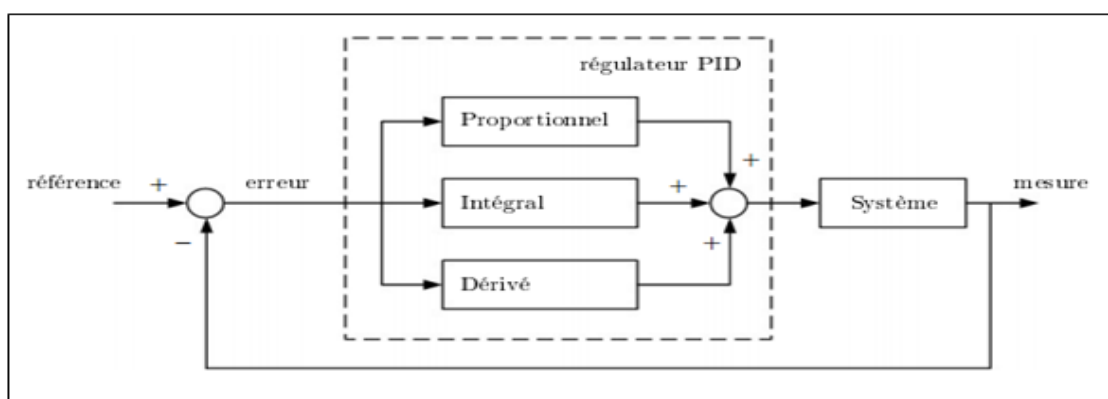 régulateur PID
Proportionnel
+
référence
+
erreur
Intégral
+
Système
mesure
−
+
Dérivé